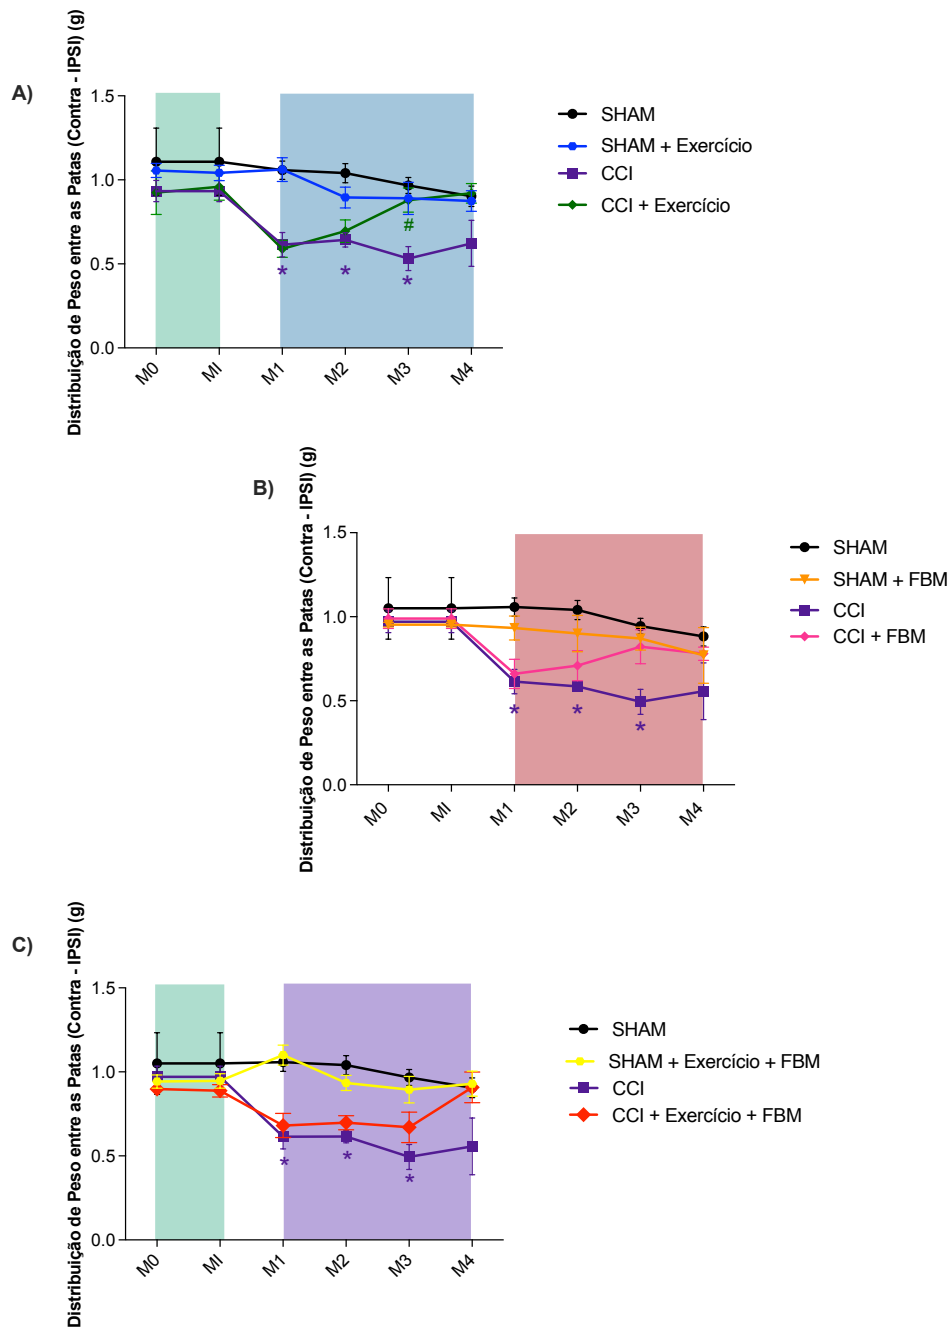 A)
Distribuição de Peso entre as Patas (Contra - IPSI) (g)
1.5
1.0
0.5
0.0
M0
MI
M1
M2
M3
M4
*
*
*
#
SHAM
SHAM + Exercício
CCI
CCI + Exercício
B)
Distribuição de Peso entre as Patas (Contra - IPSI) (g)
1.5
1.0
0.5
0.0
M0
MI
M1
M2
M3
M4
*
*
*
SHAM
SHAM + FBM
CCI
CCI + FBM
C)
Distribuição de Peso entre as Patas (Contra - IPSI) (g)
1.5
1.0
0.5
0.0
M0
MI
M1
M2
M3
M4
*
*
*
SHAM
SHAM + Exercício + FBM
CCI
CCI + Exercício + FBM